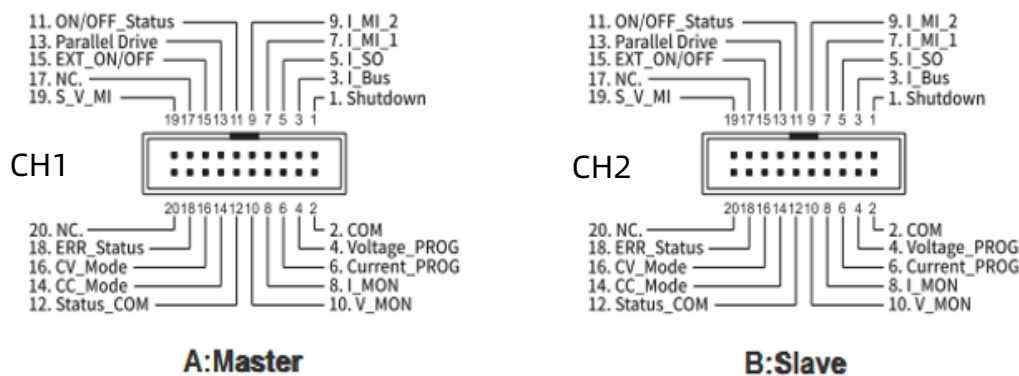 11. ON/OFF_Status
9. I_MI_2
13. Parallel Drive
7. I_MI_1
15. EXT_ON/OFF
5. I_SO
17. NC.
3. I_Bus
19. S_V_MI
1. Shutdown
19 17 15 13 11 9 7 5 3 1
CH1
20 18 16 14 12 10 8 6 4 2
20. NC.
2. COM
18. ERR_Status
4. Voltage_PROG
16. CV_Mode
6. Current_PROG
14. CC_Mode
8. I_MON
12. Status_COM
10. V_MON
A:Master
11. ON/OFF_Status
9. I_MI_2
13. Parallel Drive
7. I_MI_1
15. EXT_ON/OFF
5. I_SO
17. NC.
3. I_Bus
19. S_V_MI
1. Shutdown
19 17 15 13 11 9 7 5 3 1
CH2
20 18 16 14 12 10 8 6 4 2
20. NC.
2. COM
18. ERR_Status
4. Voltage_PROG
16. CV_Mode
6. Current_PROG
14. CC_Mode
8. I_MON
12. Status_COM
10. V_MON
B:Slave